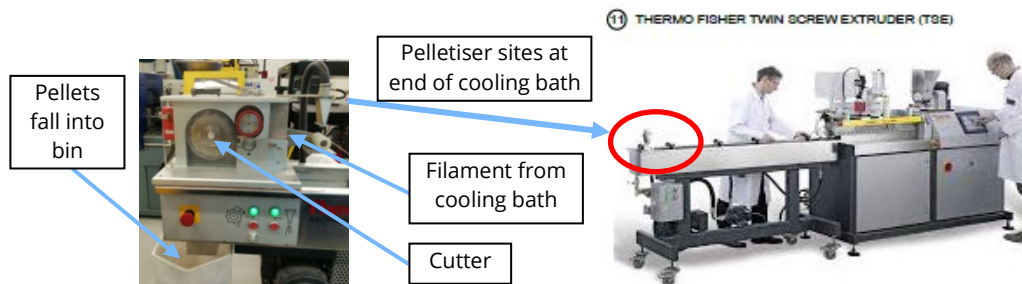 11 THERMO FISHER TWIN SCREW EXTRUDER (TSE)
Pelletiser sites at
end of cooling bath
Pellets
fall into
bin
Filament from
cooling bath
Cutter